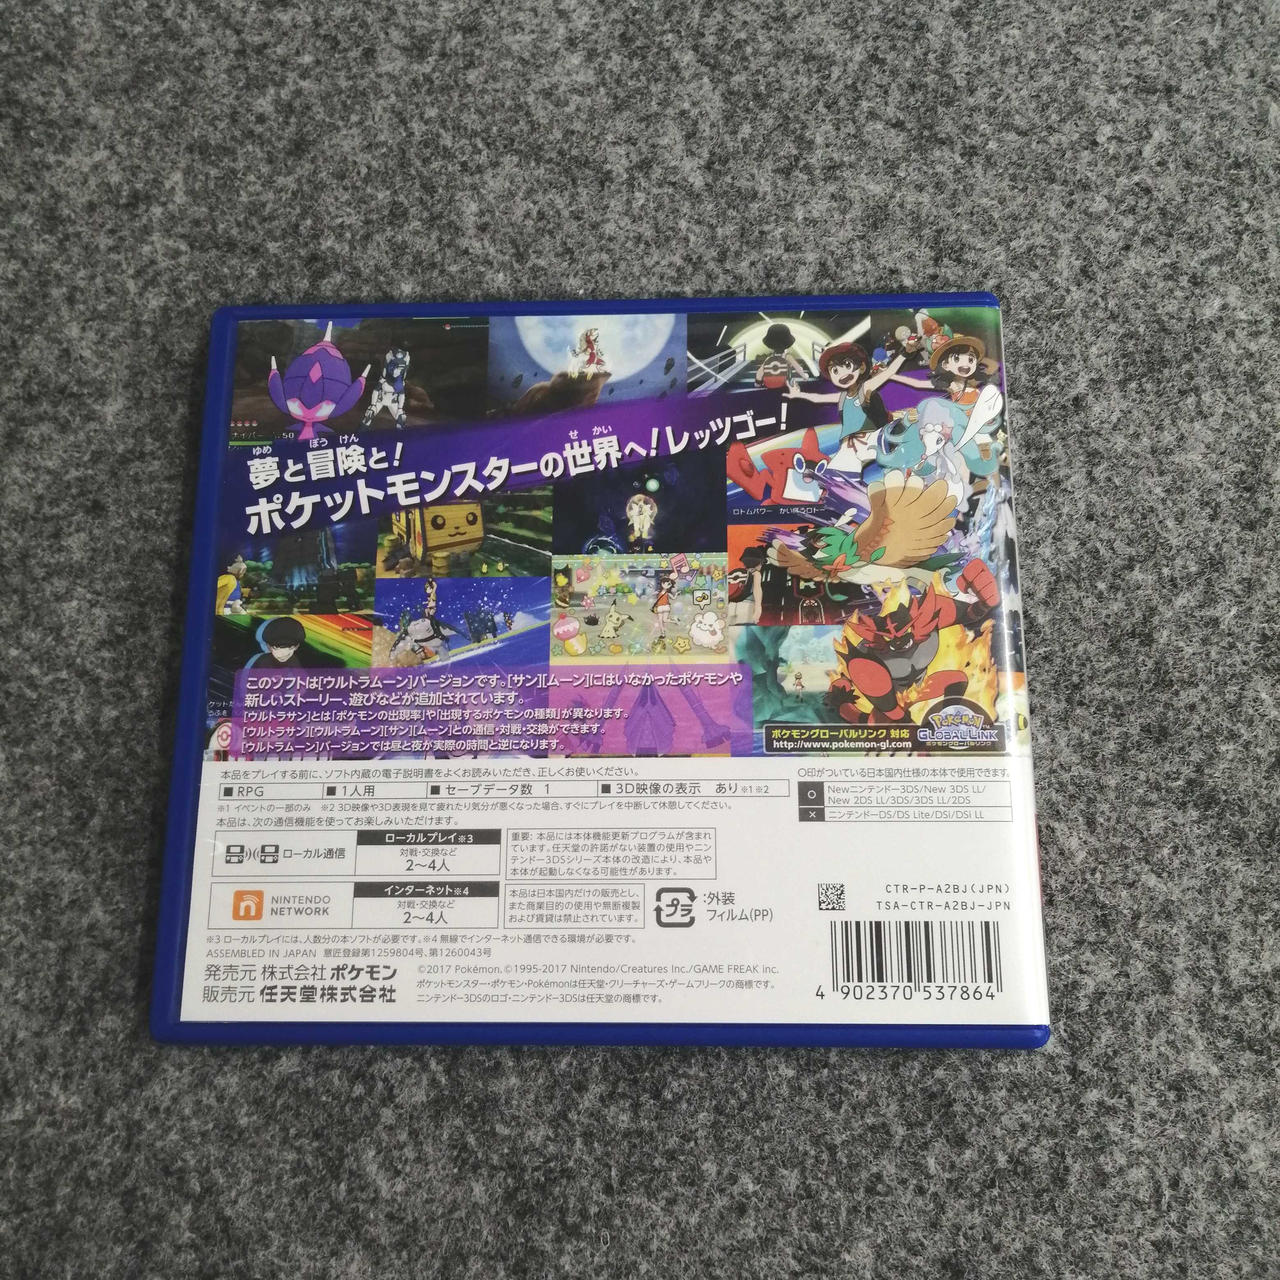 夢と冒険と!
ゆめ
ぼう けん
ポケットモンスターの世界へ!レッツゴー!
せ かい
ロトムパワー かいほうロトー
このソフトは[ウルトラムーン]バージョンです。[サン][ムーン]にはいなかったポケモンや
新しいストーリー、遊びなどが追加されています。
[ウルトラサン]とは「ポケモンの出現率」や「出現するポケモンの種類」が異なります。
[ウルトラサン][ウルトラムーン][サン][ムーン]との通信・対戦・交換ができます。
[ウルトラムーン]バージョンでは昼と夜が実際の時間と逆になります。
ポケモングローバルリンク 対応
http://www.pokemon-gl.com
Pokémon
GLOBAL LINK
ポケモングローバルリンク
本品をプレイする前に、ソフト内蔵の電子説明書をよくお読みいただき、正しくお使いください。
■RPG ■1人用 ■セーブデータ数 1 ■3D映像の表示 あり※1※2
※1 イベントの一部のみ ※2 3D映像や3D表現を見て疲れたり気分が悪くなった場合、すぐにプレイを中断して休憩してください。
本品は、次の通信機能を使ってお楽しみいただけます。
○印がついている日本国内仕様の本体で使用できます。
○ Newニンテンドー3DS/New 3DS LL/
New 2DS LL/3DS/3DS LL/2DS
× ニンテンドーDS/DS Lite/DSi/DSi LL
ローカル通信
ローカルプレイ※3
対戦・交換など
2〜4人
重要: 本品には本体機能更新プログラムが含まれ
ています。任天堂の許諾がない装置の使用やニン
テンドー3DSシリーズ本体の改造により、本品や
本体が起動しなくなる可能性があります。
NINTENDO
NETWORK
インターネット※4
対戦・交換など
2〜4人
本品は日本国内だけの販売とし、
また商業目的の使用や無断複製
および賃貸は禁止されています。
プラ
:外装
フィルム(PP)
CTR-P-A2BJ(JPN)
TSA-CTR-A2BJ-JPN
※3 ローカルプレイには、人数分の本ソフトが必要です。※4 無線でインターネット通信できる環境が必要です。
ASSEMBLED IN JAPAN 意匠登録第1259804号、第1260043号
発売元 株式会社 ポケモン
販売元 任天堂株式会社
©2017 Pokémon. ©1995-2017 Nintendo/Creatures Inc./GAME FREAK inc.
ポケットモンスター・ポケモン・Pokémonは任天堂・クリーチャーズ・ゲームフリークの商標です。
ニンテンドー3DSのロゴ・ニンテンドー3DSは任天堂の商標です。
4 902370 537864